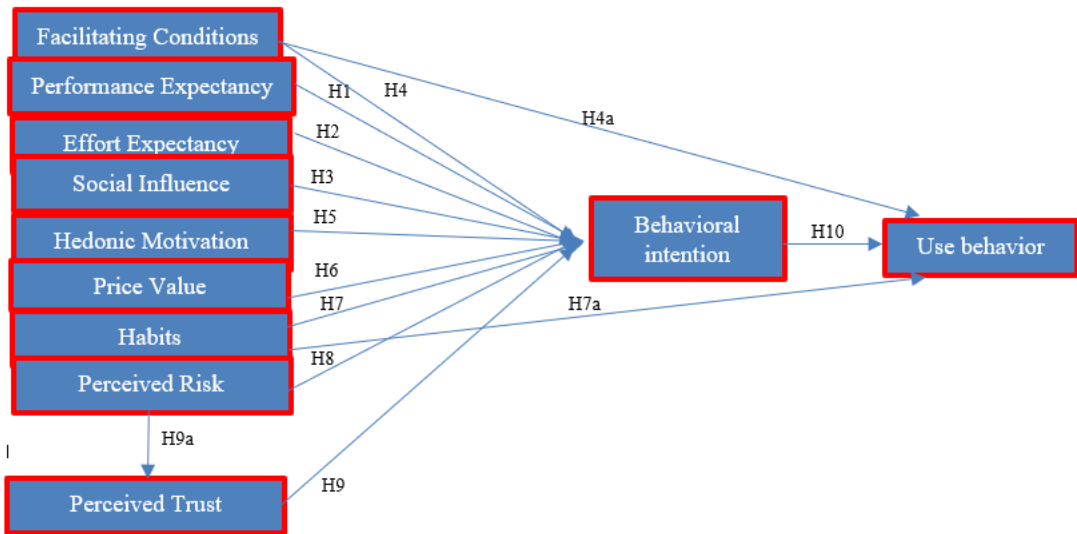 Facilitating Conditions
Performance Expectancy
Effort Expectancy
Social Influence
Hedonic Motivation
Price Value
Habits
Perceived Risk
Perceived Trust
H1
H4
H2
H3
H5
H6
H7
H8
H9a
H9
H4a
Behavioral
intention
H10
H7a
Use behavior